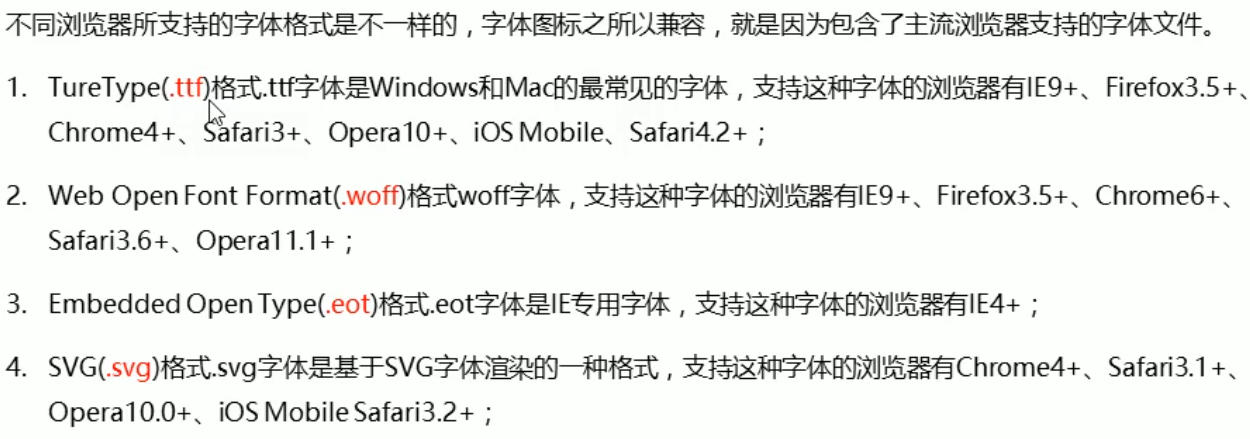 不同浏览器所支持的字体格式是不一样的，字体图标之所以兼容，就是因为包含了主流浏览器支持的字体文件。
1. TureType(.ttf)格式.ttf字体是Windows和Mac的最常见的字体，支持这种字体的浏览器有IE9+、Firefox3.5+、
Chrome4+、Safari3+、Opera10+、iOS Mobile、Safari4.2+；
2. Web Open Font Format(.woff)格式woff字体，支持这种字体的浏览器有IE9+、Firefox3.5+、Chrome6+、
Safari3.6+、Opera11.1+；
3. Embedded Open Type(.eot)格式.eot字体是IE专用字体，支持这种字体的浏览器有IE4+；
4. SVG(.svg)格式.svg字体是基于SVG字体渲染的一种格式，支持这种字体的浏览器有Chrome4+、Safari3.1+、
Opera10.0+、iOS Mobile Safari3.2+；